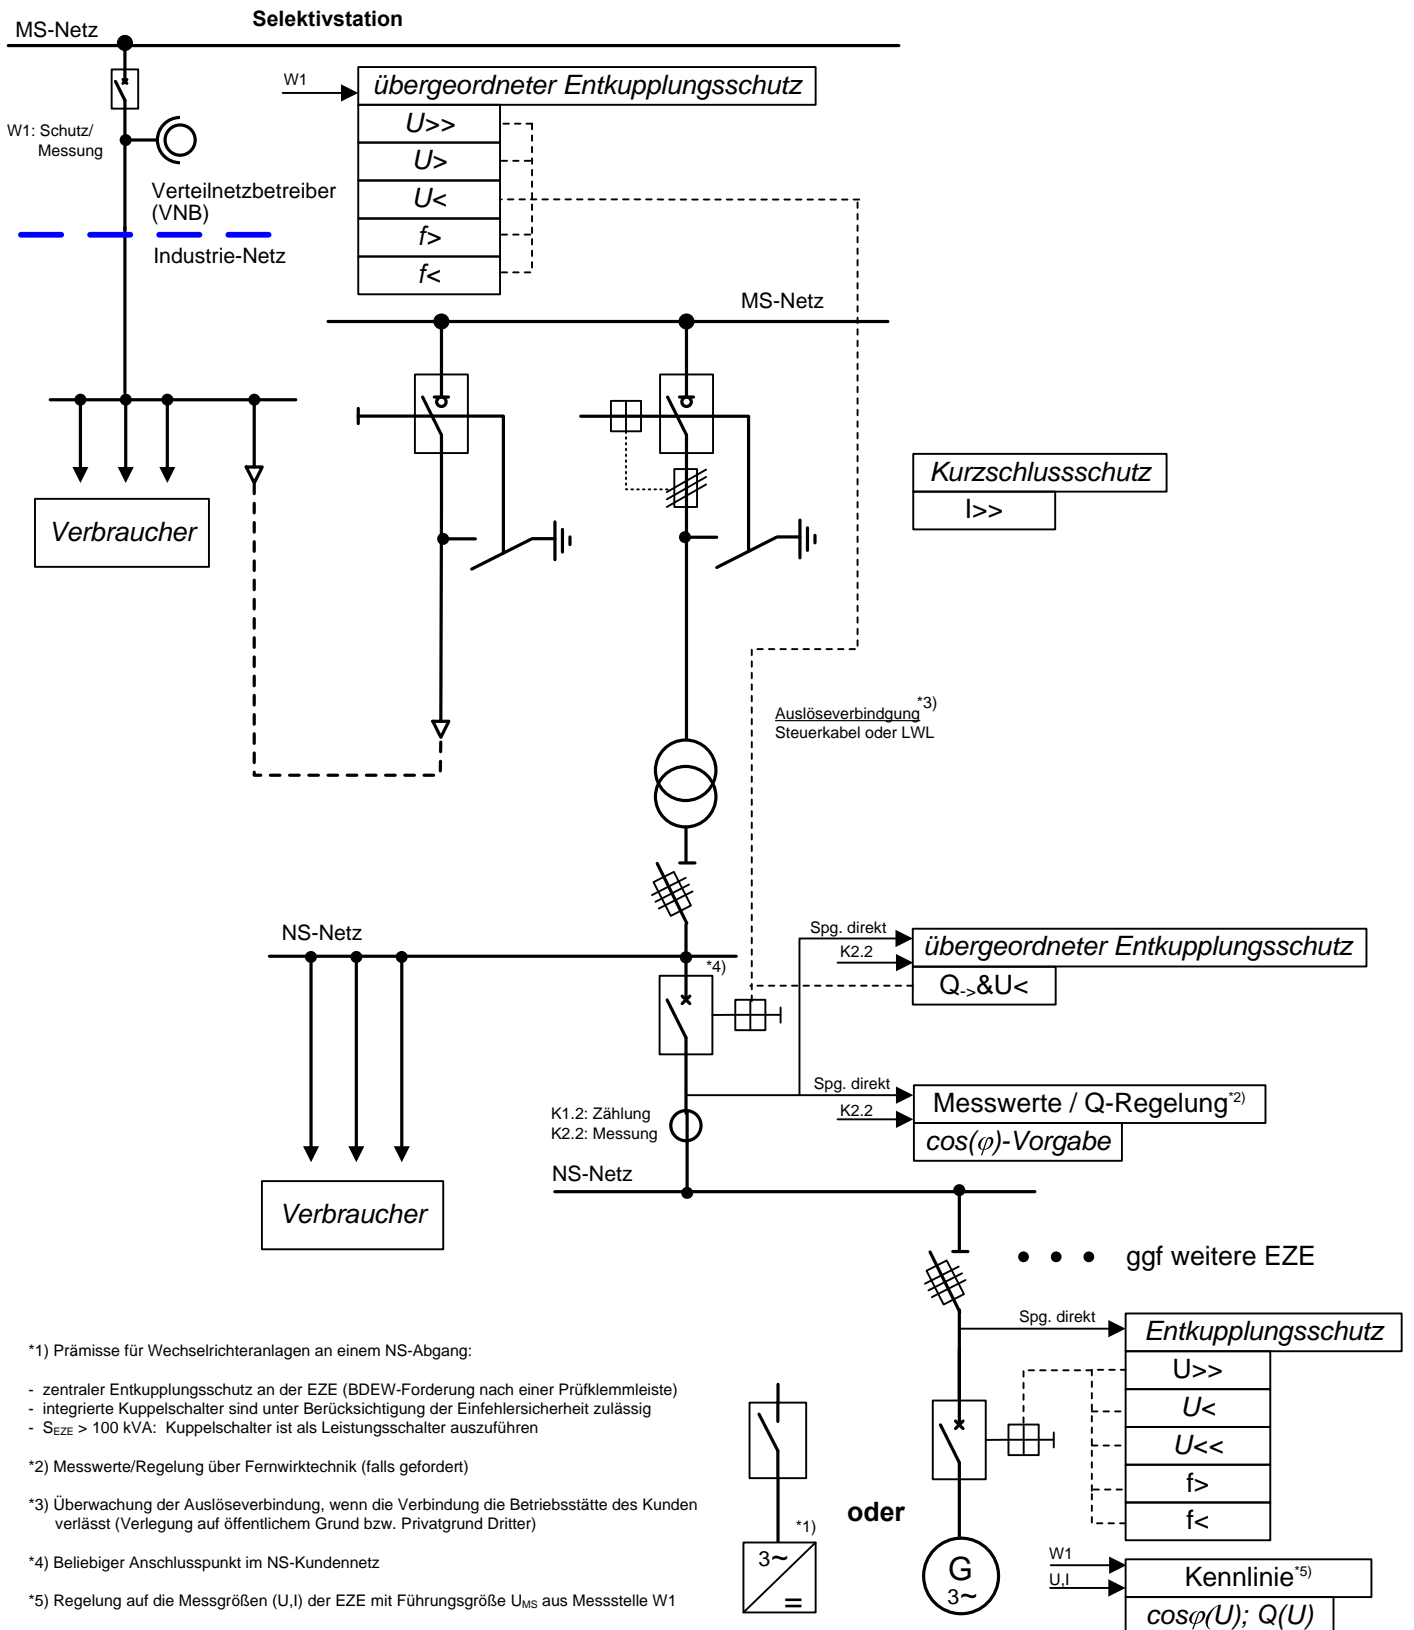 Selektivstation
MS-Netz
W1
übergeordneter Entkupplungsschutz
U>>
U>
U<
f>
f<
W1: Schutz/
Messung
Verteilnetzbetreiber
(VNB)
Industrie-Netz
MS-Netz
Kurzschlussschutz
I>>
Verbraucher
Auslöseverbindgung*3)
Steuerkabel oder LWL
NS-Netz
*4)
Spg. direkt
K2.2
übergeordneter Entkupplungsschutz
Q->&U<
Spg. direkt
K2.2
Messwerte / Q-Regelung*2)
cos(φ)-Vorgabe
K1.2: Zählung
K2.2: Messung
NS-Netz
Verbraucher
ggf weitere EZE
Spg. direkt
Entkupplungsschutz
U>>
U<
U<<
f>
f<
*1) Prämisse für Wechselrichteranlagen an einem NS-Abgang:
- zentraler Entkupplungsschutz an der EZE (BDEW-Forderung nach einer Prüfklemmleiste)
- integrierte Kuppelschalter sind unter Berücksichtigung der Einfehlersicherheit zulässig
- SEZE > 100 kVA: Kuppelschalter ist als Leistungsschalter auszuführen
*2) Messwerte/Regelung über Fernwirktechnik (falls gefordert)
*3) Überwachung der Auslöseverbindung, wenn die Verbindung die Betriebsstätte des Kunden
verlässt (Verlegung auf öffentlichem Grund bzw. Privatgrund Dritter)
*4) Beliebiger Anschlusspunkt im NS-Kundennetz
*5) Regelung auf die Messgrößen (U,I) der EZE mit Führungsgröße UMS aus Messstelle W1
*1)
3~
=
oder
G
3~
W1
U,I
Kennlinie*5)
cosφ(U); Q(U)